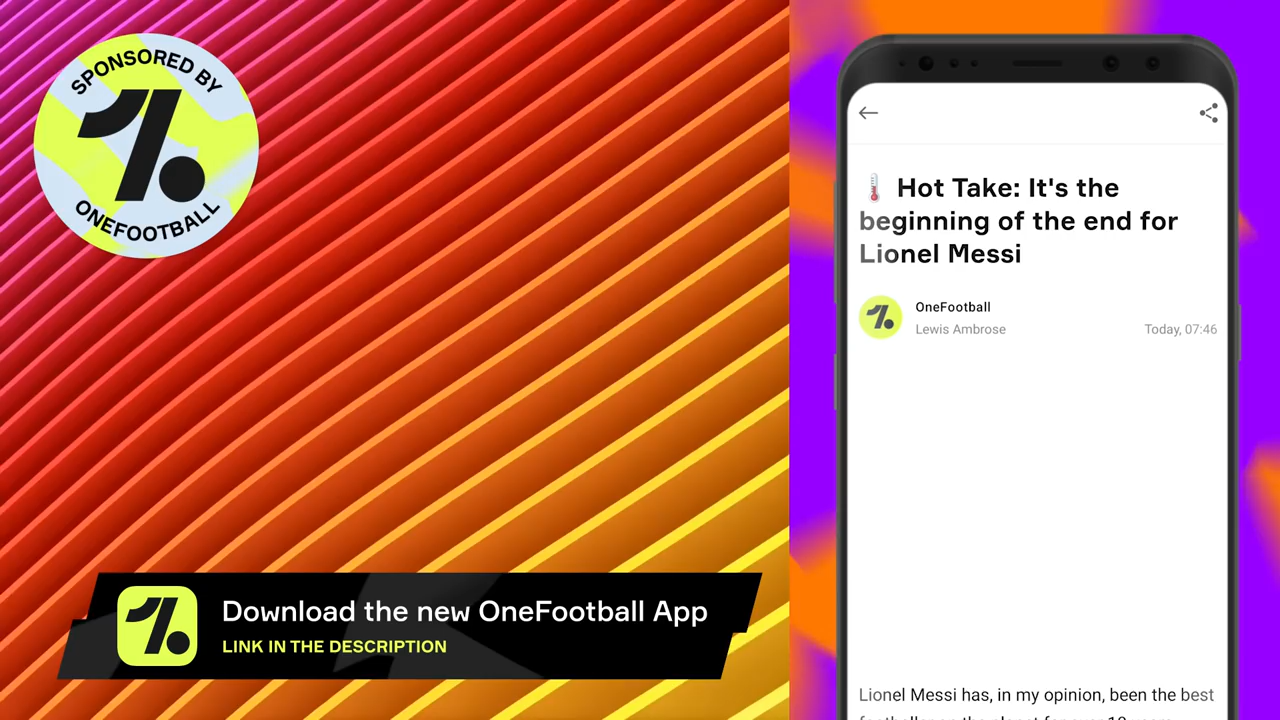 SPONSORED BY
ONEFOOTBALL
Download the new OneFootball App
LINK IN THE DESCRIPTION
Hot Take: It's the
beginning of the end for
Lionel Messi
OneFootball
Lewis Ambrose
Today, 07:46
Lionel Messi has, in my opinion, been the best